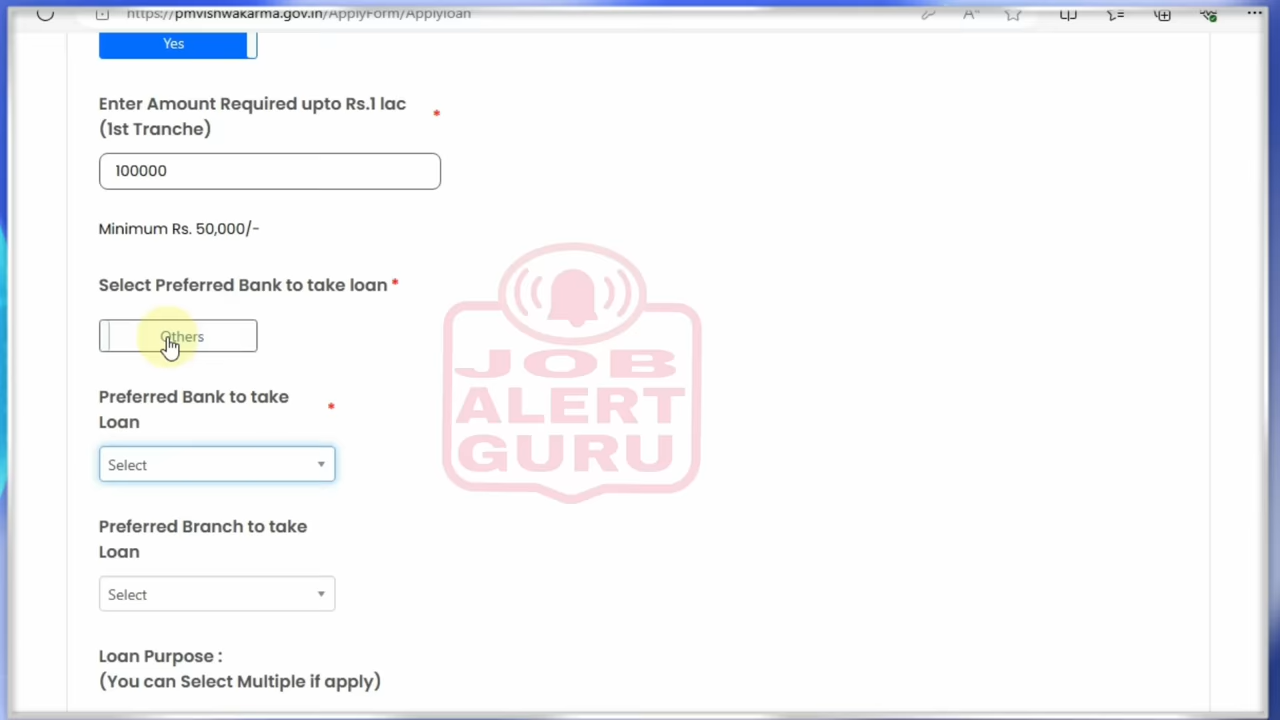 https://pmvishwakarma.gov.in/ApplyForm/Applyloan
Yes
Enter Amount Required upto Rs.1 lac
(1st Tranche) *
100000
Minimum Rs. 50,000/-
Select Preferred Bank to take loan *
Others
Preferred Bank to take
Loan *
Select
Preferred Branch to take
Loan
Select
Loan Purpose :
(You can Select Multiple if apply)
JOB
ALERT
GURU